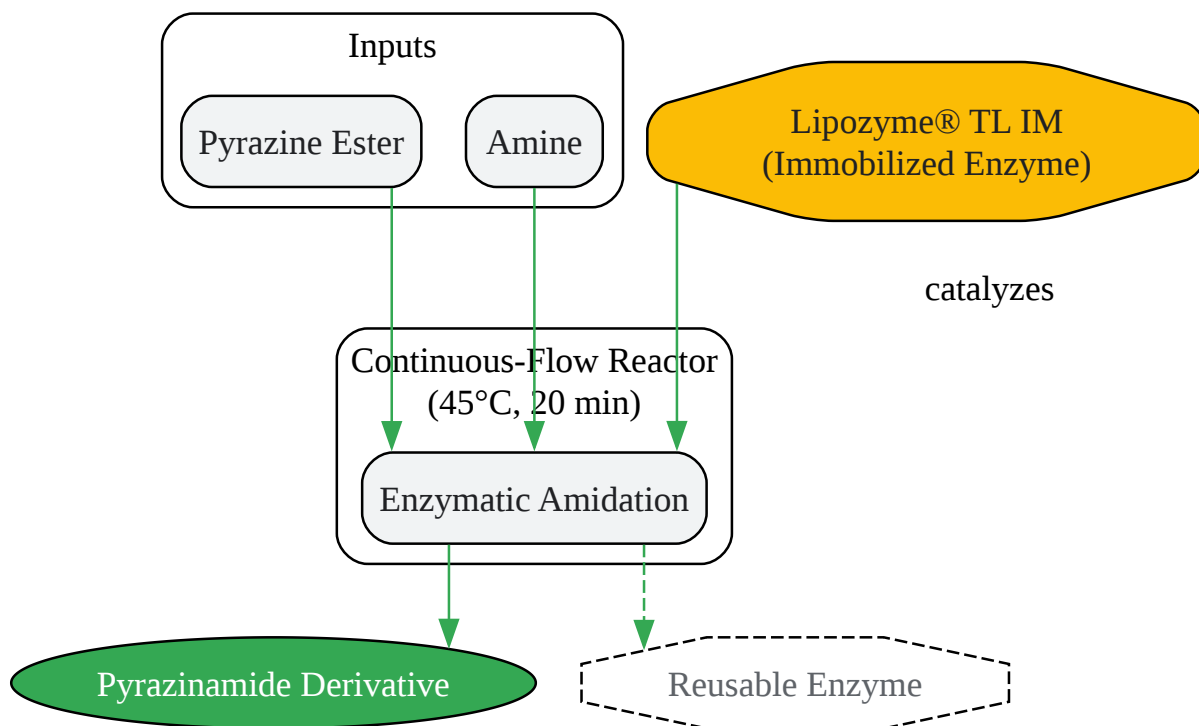 Inputs
Pyrazine Ester
Amine
Lipozyme® TL IM
(Immobilized Enzyme)
catalyzes
Continuous-Flow Reactor
(45°C, 20 min)
Enzymatic Amidation
Pyrazinamide Derivative
Reusable Enzyme